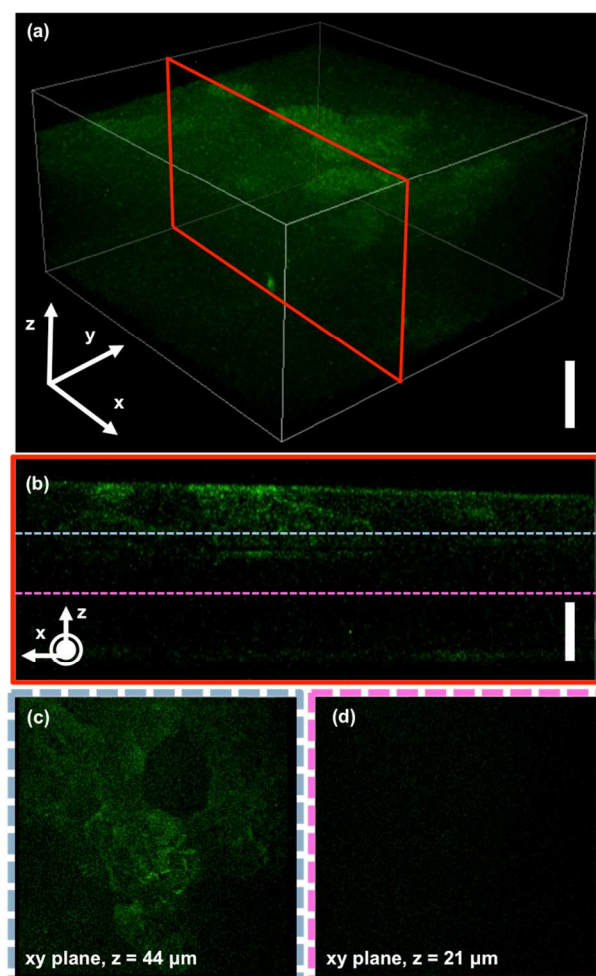 (a)
z
y
x
(b)
z
x
(c)
(d)
xy plane, z = 44 µm
xy plane, z = 21 µm